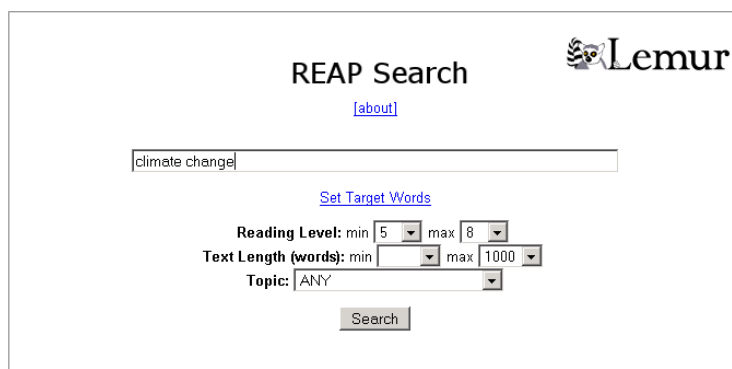 Lemur
REAP Search
[about]
climate change
Set Target Words
Reading Level: min 5 max 8
Text Length (words): min max 1000
Topic: ANY
Search